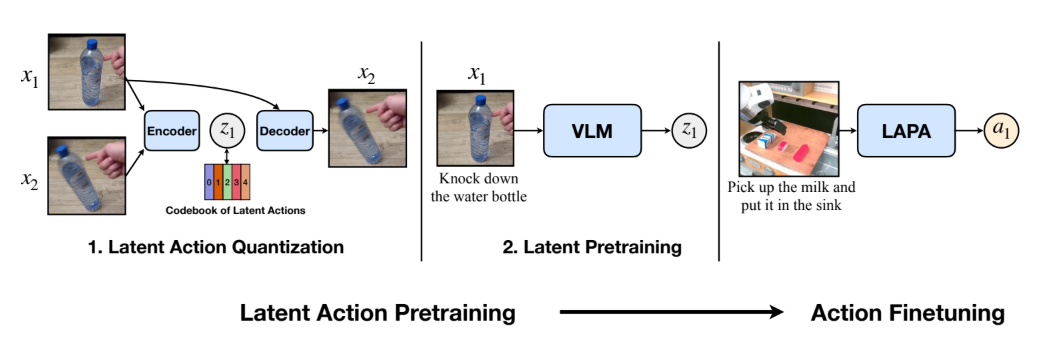 x1
x2
Encoder
z1
Decoder
x2
0 1 2 3 4
Codebook of Latent Actions
1. Latent Action Quantization
x1
VLM
z1
Knock down
the water bottle
2. Latent Pretraining
LAPA
a1
Pick up the milk and
put it in the sink
Latent Action Pretraining
Action Finetuning